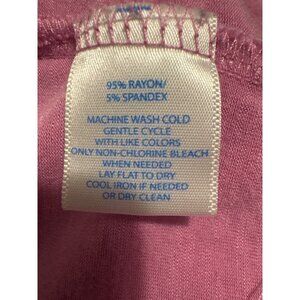 95% RAYON/
5% SPANDEX
MACHINE WASH COLD
GENTLE CYCLE
WITH LIKE COLORS
ONLY NON-CHLORINE BLEACH
WHEN NEEDED
LAY FLAT TO DRY
COOL IRON IF NEEDED
OR DRY CLEAN